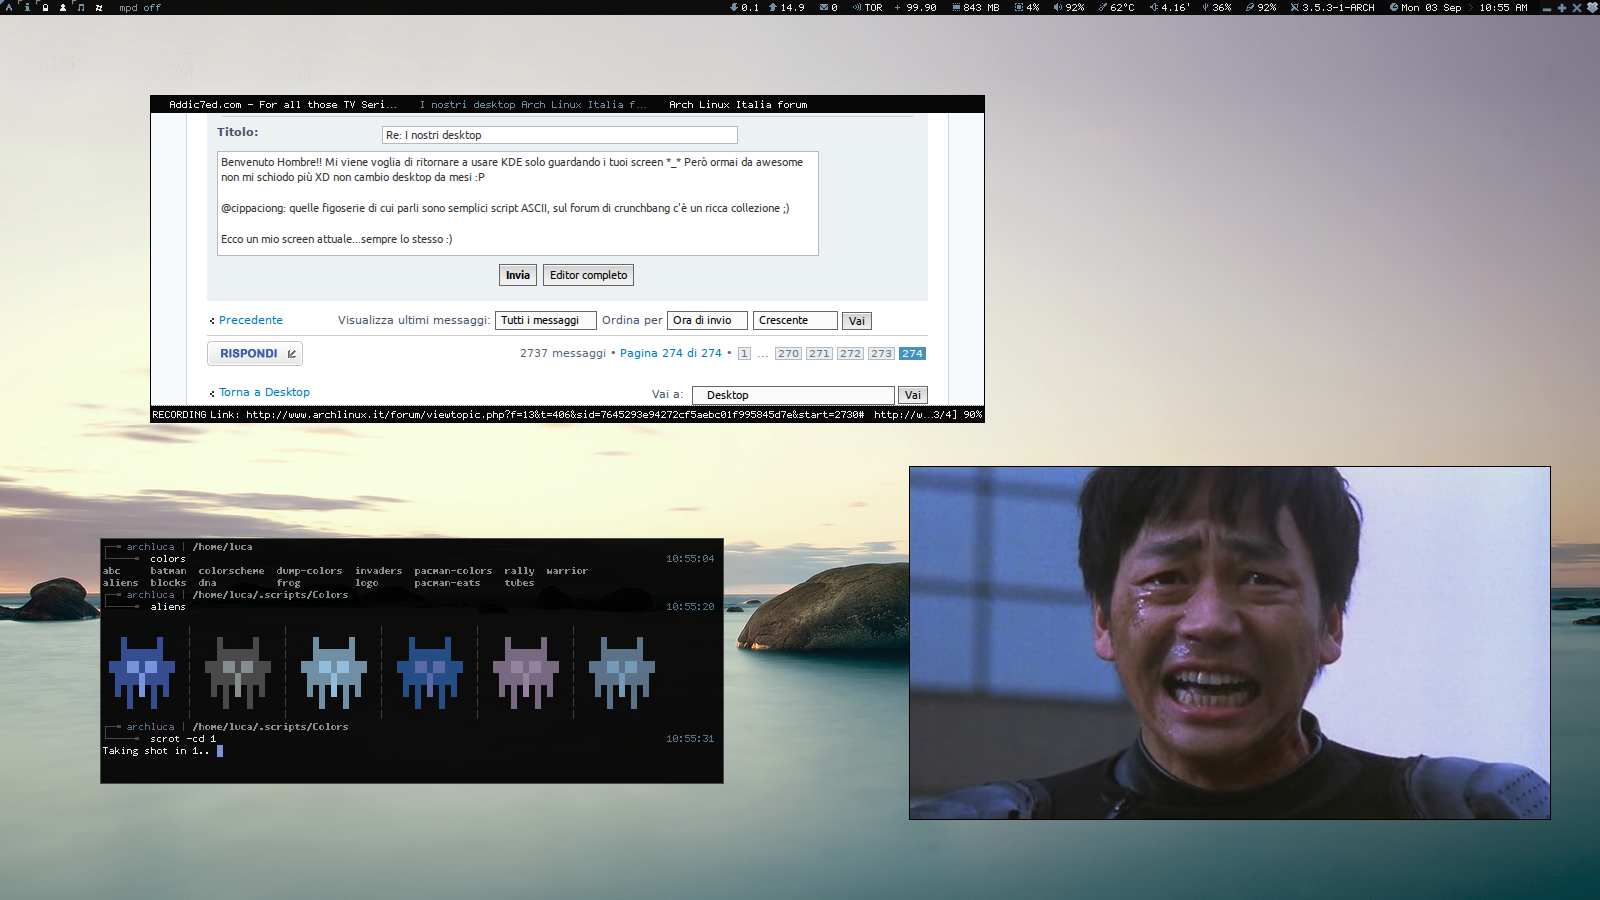 mpd off
0.1 14.9 0 TOR + 99.90 843 MB 4% 92% 62°C 4.16' 36% 92% 3.5.3-1-ARCH Mon 03 Sep 10:55 AM
Addic7ed.com - For all those TV Seri... I nostri desktop Arch Linux Italia f... Arch Linux Italia forum
Titolo: Re: I nostri desktop
Benvenuto Hombre!! Mi viene voglia di ritornare a usare KDE solo guardando i tuoi screen *_* Però ormai da awesome
non mi schiodo più XD non cambio desktop da mesi :P
@cippaciong: quelle figoserie di cui parli sono semplici script ASCII, sul forum di crunchbang c'è un ricca collezione ;)
Ecco un mio screen attuale...sempre lo stesso :)
Invia Editor completo
Precedente Visualizza ultimi messaggi: Tutti i messaggi Ordina per Ora di invio Crescente Vai
RISPONDI 2737 messaggi • Pagina 274 di 274 • 1 ... 270 271 272 273 274
Torna a Desktop Vai a: Desktop Vai
RECORDING Link: http://www.archlinux.it/forum/viewtopic.php?f=13&t=406&sid=7645293e94272cf5aebc01f995845d7e&start=2730# http://w...3/4] 90%
archluca | /home/luca
colors 10:55:04
abc batman colorscheme dump-colors invaders pacman-colors rally warrior
aliens blocks dna frog logo pacman-eats tubes
archluca | /home/luca/.scripts/Colors
aliens 10:55:20
archluca | /home/luca/.scripts/Colors
scrot -cd 1 10:55:31
Taking shot in 1..